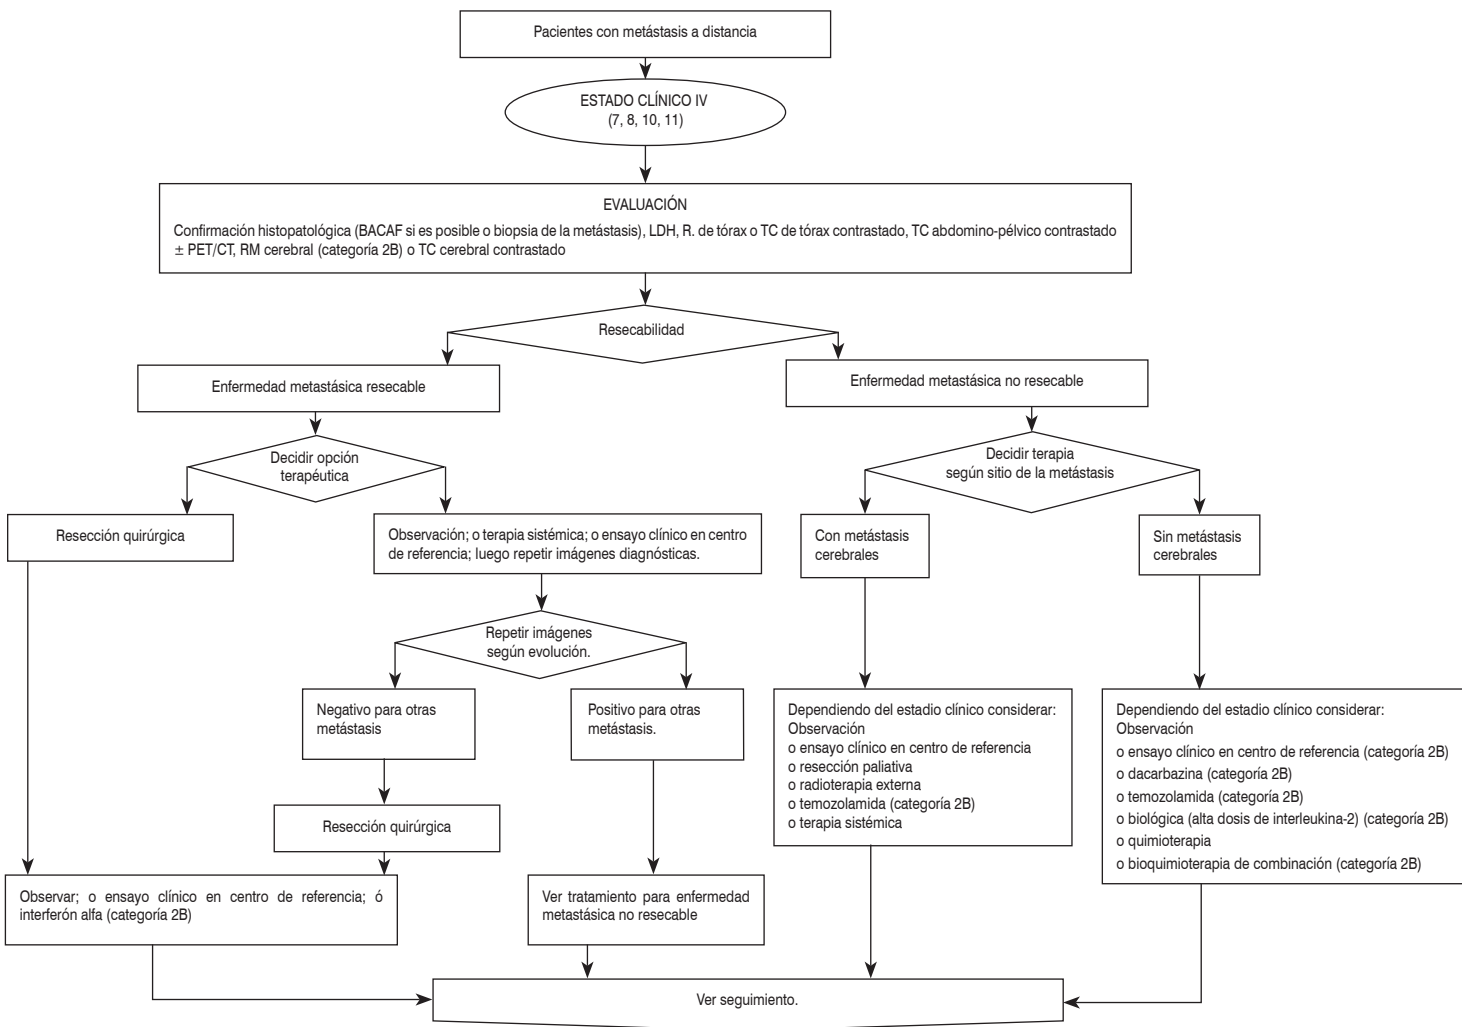 Pacientes con metástasis a distancia
ESTADO CLÍNICO IV
(7, 8, 10, 11)
EVALUACIÓN
Confirmación histopatológica (BACAF si es posible o biopsia de la metástasis), LDH, R. de tórax o TC de tórax contrastado, TC abdomino-pélvico contrastado
± PET/CT, RM cerebral (categoría 2B) o TC cerebral contrastado
Resecabilidad
Enfermedad metastásica resecable
Enfermedad metastásica no resecable
Decidir opción
terapéutica
Decidir terapia
según sitio de la metástasis
Resección quirúrgica
Observación; o terapia sistémica; o ensayo clínico en centro
de referencia; luego repetir imágenes diagnósticas.
Con metástasis
cerebrales
Sin metástasis
cerebrales
Repetir imágenes
según evolución.
Negativo para otras
metástasis
Positivo para otras
metástasis.
Dependiendo del estadio clínico considerar:
Observación
o ensayo clínico en centro de referencia
o resección paliativa
o radioterapia externa
o temozolamida (categoría 2B)
o terapia sistémica
Dependiendo del estadio clínico considerar:
Observación
o ensayo clínico en centro de referencia (categoría 2B)
o dacarbazina (categoría 2B)
o temozolamida (categoría 2B)
o biológica (alta dosis de interleukina-2) (categoría 2B)
o quimioterapia
o bioquimioterapia de combinación (categoría 2B)
Resección quirúrgica
Observar; o ensayo clínico en centro de referencia; ó
interferón alfa (categoría 2B)
Ver tratamiento para enfermedad
metastásica no resecable
Ver seguimiento.